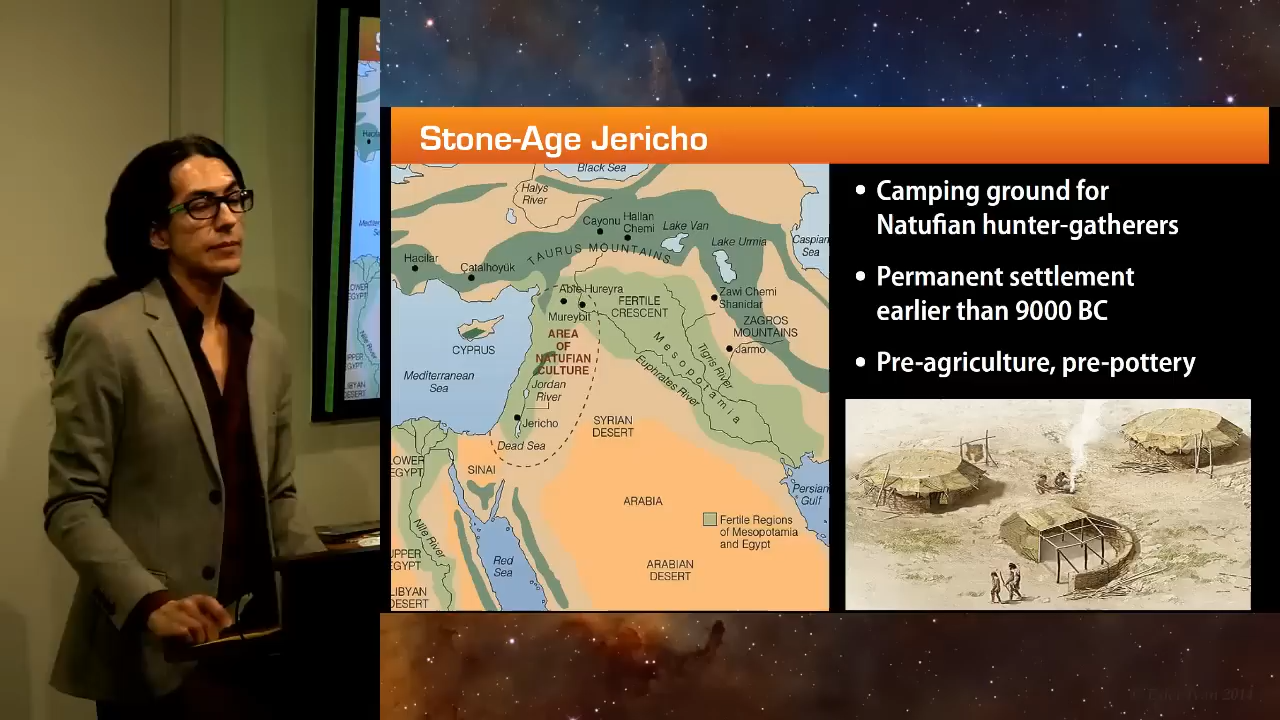 Stone-Age Jericho
Black Sea
Halys
River
Cayonu
Hallan
Chemi
Lake Van
Lake Urmia
Caspian
Sea
TAURUS MOUNTAINS
Hacilar
Çatalhoyük
Abre Hureyra
Mureybit
FERTILE
CRESCENT
Zawi Chemi
Shanidar
ZAGROS
MOUNTAINS
Jarmo
CYPRUS
AREA
OF
NATUFIAN
CULTURE
Mesopotamia
Tigris River
Euphrates River
Mediterranean
Sea
Jordan
River
Jericho
Dead Sea
SYRIAN
DESERT
LOWER
EGYPT
SINAI
ARABIA
Persian
Gulf
Nile River
Fertile Regions
of Mesopotamia
and Egypt
UPPER
EGYPT
Red
Sea
ARABIAN
DESERT
LIBYAN
DESERT
• Camping ground for
Natufian hunter-gatherers
• Permanent settlement
earlier than 9000 BC
• Pre-agriculture, pre-pottery